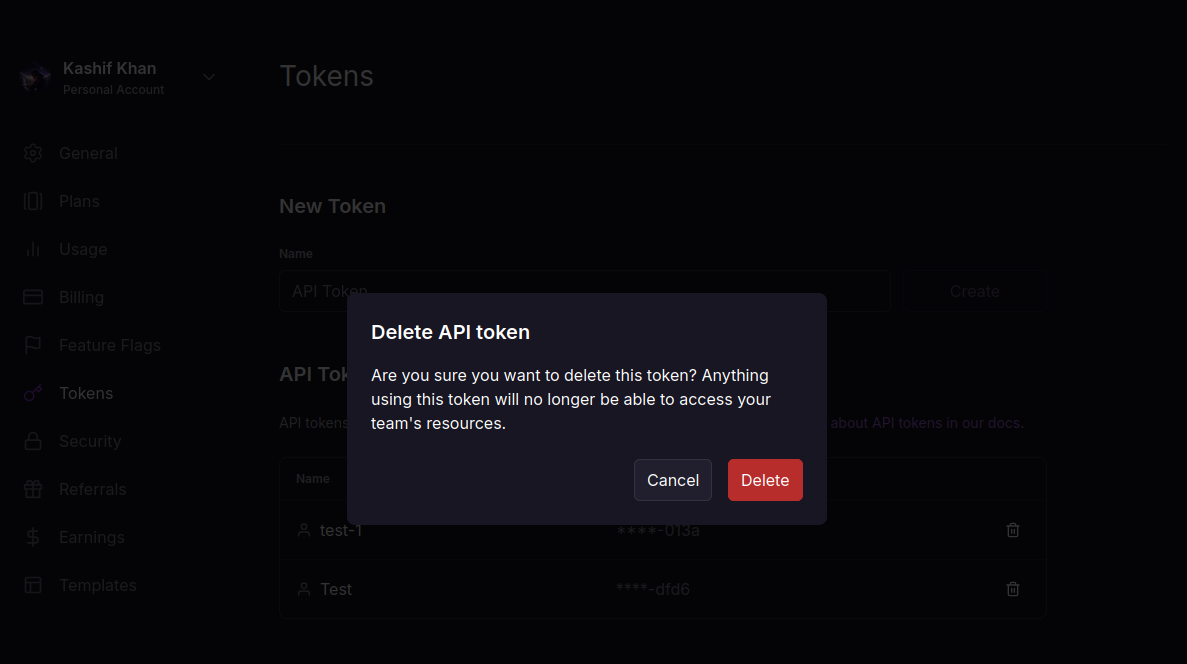 Kashif Khan
Personal Account
General
Plans
Usage
Billing
Feature Flags
Tokens
Security
Referrals
Earnings
Templates
Tokens
New Token
Name
API Token
Create
API Tok
API tokens
about API tokens in our docs.
Delete API token
Are you sure you want to delete this token? Anything
using this token will no longer be able to access your
team's resources.
Cancel
Delete
Name
test-1
****-013a
Test
****-dfd6